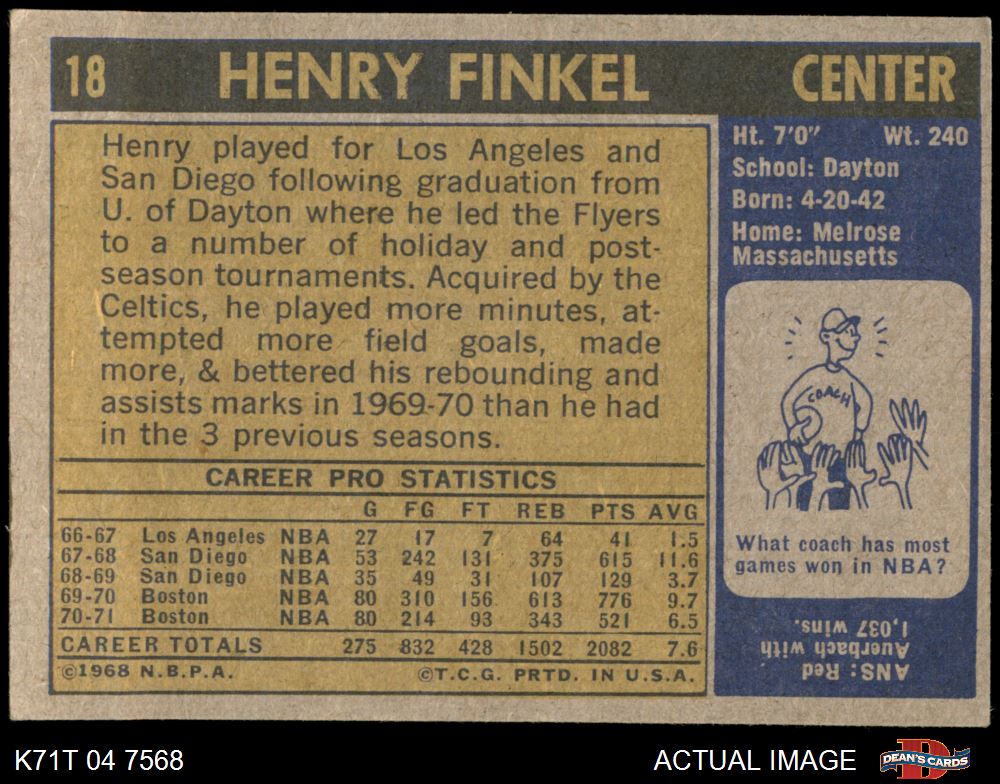 18 HENRY FINKEL CENTER
Henry played for Los Angeles and
San Diego following graduation from
U. of Dayton where he led the Flyers
to a number of holiday and post-
season tournaments. Acquired by the
Celtics, he played more minutes, at-
tempted more field goals, made
more, & bettered his rebounding and
assists marks in 1969-70 than he had
in the 3 previous seasons.
CAREER PRO STATISTICS
G FG FT REB PTS AVG
66-67 Los Angeles NBA 27 17 7 64 41 1.5
67-68 San Diego NBA 53 242 131 375 615 11.6
68-69 San Diego NBA 35 49 31 107 129 3.7
69-70 Boston NBA 80 310 156 613 776 9.7
70-71 Boston NBA 80 214 93 343 521 6.5
CAREER TOTALS 275 832 428 1502 2082 7.6
©1968 N.B.P.A. ©T.C.G. PRTD. IN U.S.A.
Ht. 7'0" Wt. 240
School: Dayton
Born: 4-20-42
Home: Melrose
Massachusetts
COACH
What coach has most
games won in NBA?
ANS: Red
Auerbach with
1,037 wins.
K71T 04 7568 ACTUAL IMAGE DEAN'S CARDS